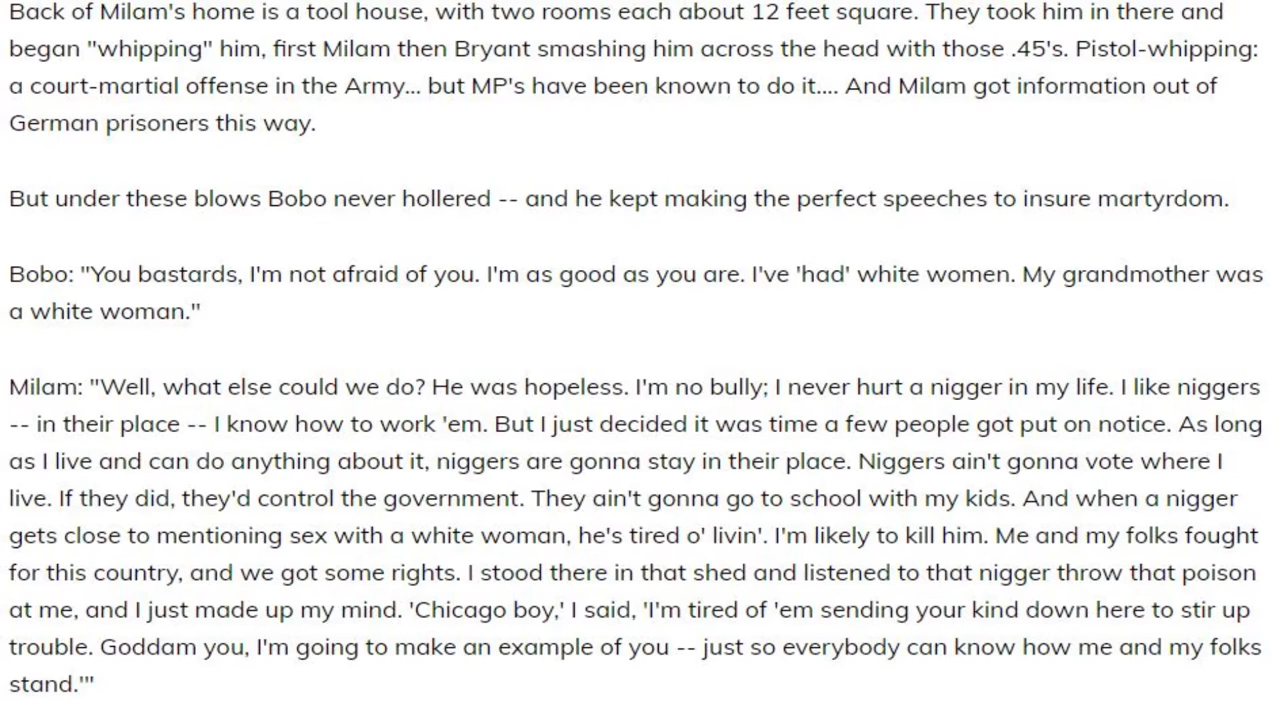 Back of Milam's home is a tool house, with two rooms each about 12 feet square. They took him in there and
began "whipping" him, first Milam then Bryant smashing him across the head with those .45's. Pistol-whipping:
a court-martial offense in the Army... but MP's have been known to do it.... And Milam got information out of
German prisoners this way.
But under these blows Bobo never hollered -- and he kept making the perfect speeches to insure martyrdom.
Bobo: "You bastards, I'm not afraid of you. I'm as good as you are. I've 'had' white women. My grandmother was
a white woman."
Milam: "Well, what else could we do? He was hopeless. I'm no bully; I never hurt a nigger in my life. I like niggers
-- in their place -- I know how to work 'em. But I just decided it was time a few people got put on notice. As long
as I live and can do anything about it, niggers are gonna stay in their place. Niggers ain't gonna vote where I
live. If they did, they'd control the government. They ain't gonna go to school with my kids. And when a nigger
gets close to mentioning sex with a white woman, he's tired o' livin'. I'm likely to kill him. Me and my folks fought
for this country, and we got some rights. I stood there in that shed and listened to that nigger throw that poison
at me, and I just made up my mind. 'Chicago boy,' I said, 'I'm tired of 'em sending your kind down here to stir up
trouble. Goddam you, I'm going to make an example of you -- just so everybody can know how me and my folks
stand.'"